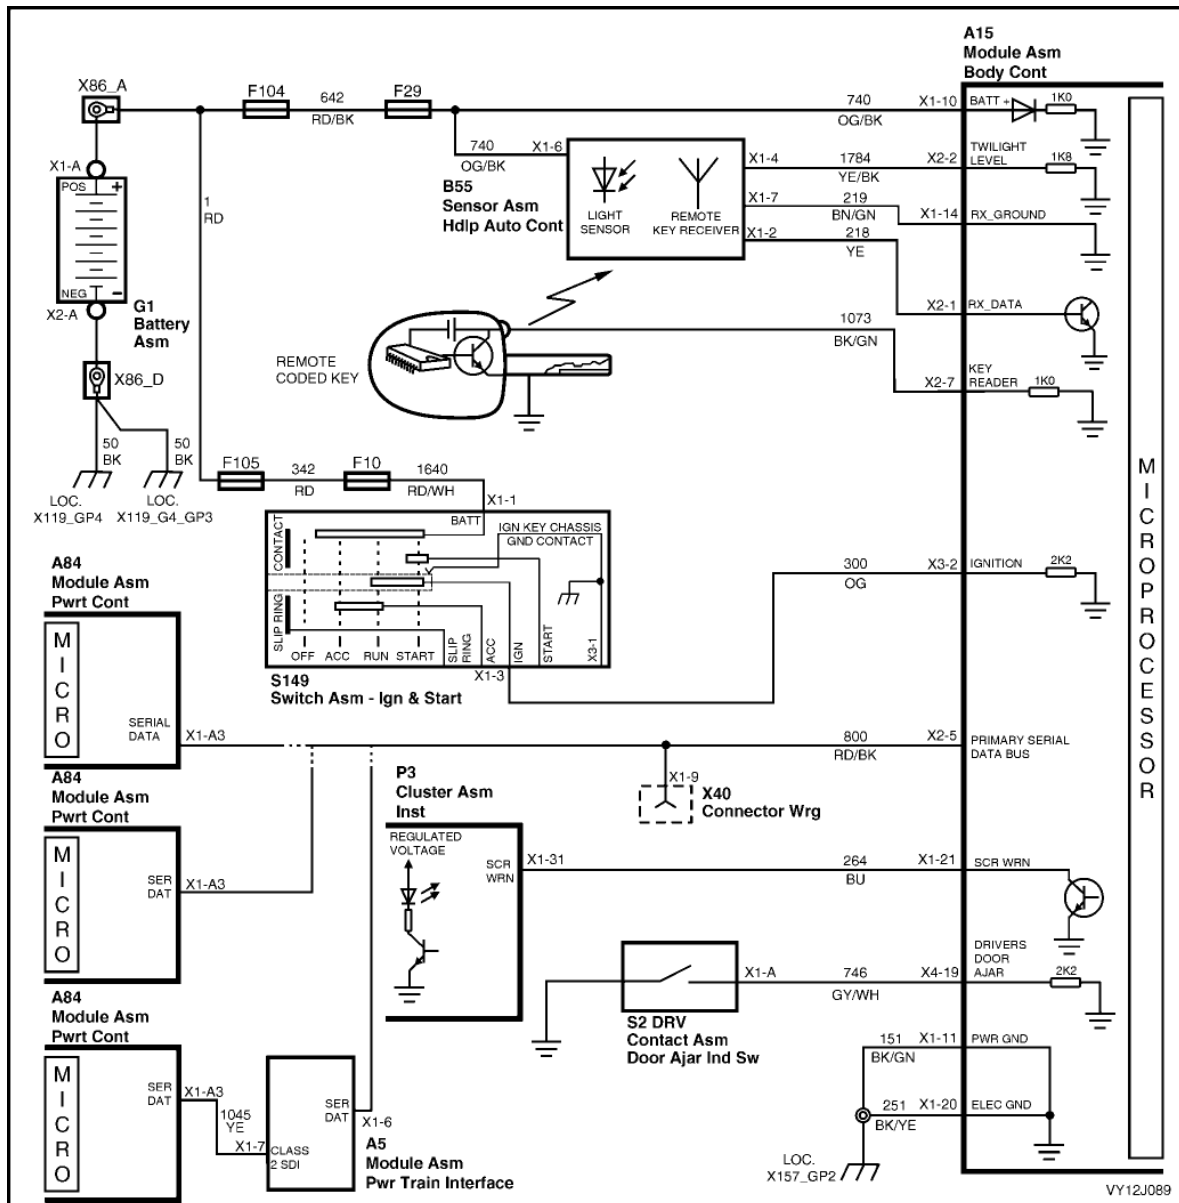 A15
Module Asm
Body Cont
X86_A
F104
642
RD/BK
F29
740
OG/BK
X1-10
BATT +
1K0
X1-A
POS
+
NEG
−
X2-A
G1
Battery
Asm
1
RD
740
OG/BK
X1-6
B55
Sensor Asm
Hdlp Auto Cont
LIGHT
SENSOR
REMOTE
KEY RECEIVER
X1-4
1784
YE/BK
X2-2
TWILIGHT
LEVEL
1K8
X1-7
219
BN/GN
X1-14
RX_GROUND
X1-2
218
YE
X2-1
RX_DATA
REMOTE
CODED KEY
1073
BK/GN
X2-7
KEY
READER
1K0
X86_D
50
BK
50
BK
LOC.
X119_GP4
LOC.
X119_G4_GP3
F105
342
RD
F10
1640
RD/WH
X1-1
BATT
IGN KEY CHASSIS
GND CONTACT
CONTACT
SLIP RING
OFF
ACC
RUN
START
SLIP
RING
ACC
IGN
START
X3-1
X1-3
S149
Switch Asm - Ign & Start
300
OG
X3-2
IGNITION
2K2
MICROPROCESSOR
A84
Module Asm
Pwrt Cont
MICRO
SERIAL
DATA
X1-A3
800
RD/BK
X2-5
PRIMARY SERIAL
DATA BUS
X1-9
X40
Connector Wrg
A84
Module Asm
Pwrt Cont
MICRO
SER
DAT
X1-A3
P3
Cluster Asm
Inst
REGULATED
VOLTAGE
SCR
WRN
X1-31
264
BU
X1-21
SCR WRN
S2 DRV
Contact Asm
Door Ajar Ind Sw
X1-A
746
GY/WH
X4-19
DRIVERS
DOOR
AJAR
2K2
A84
Module Asm
Pwrt Cont
MICRO
SER
DAT
X1-A3
1045
YE
X1-7
CLASS
2 SDI
SER
DAT
X1-6
A5
Module Asm
Pwr Train Interface
151
BK/GN
X1-11
PWR GND
251
BK/YE
X1-20
ELEC GND
LOC.
X157_GP2
VY12J089